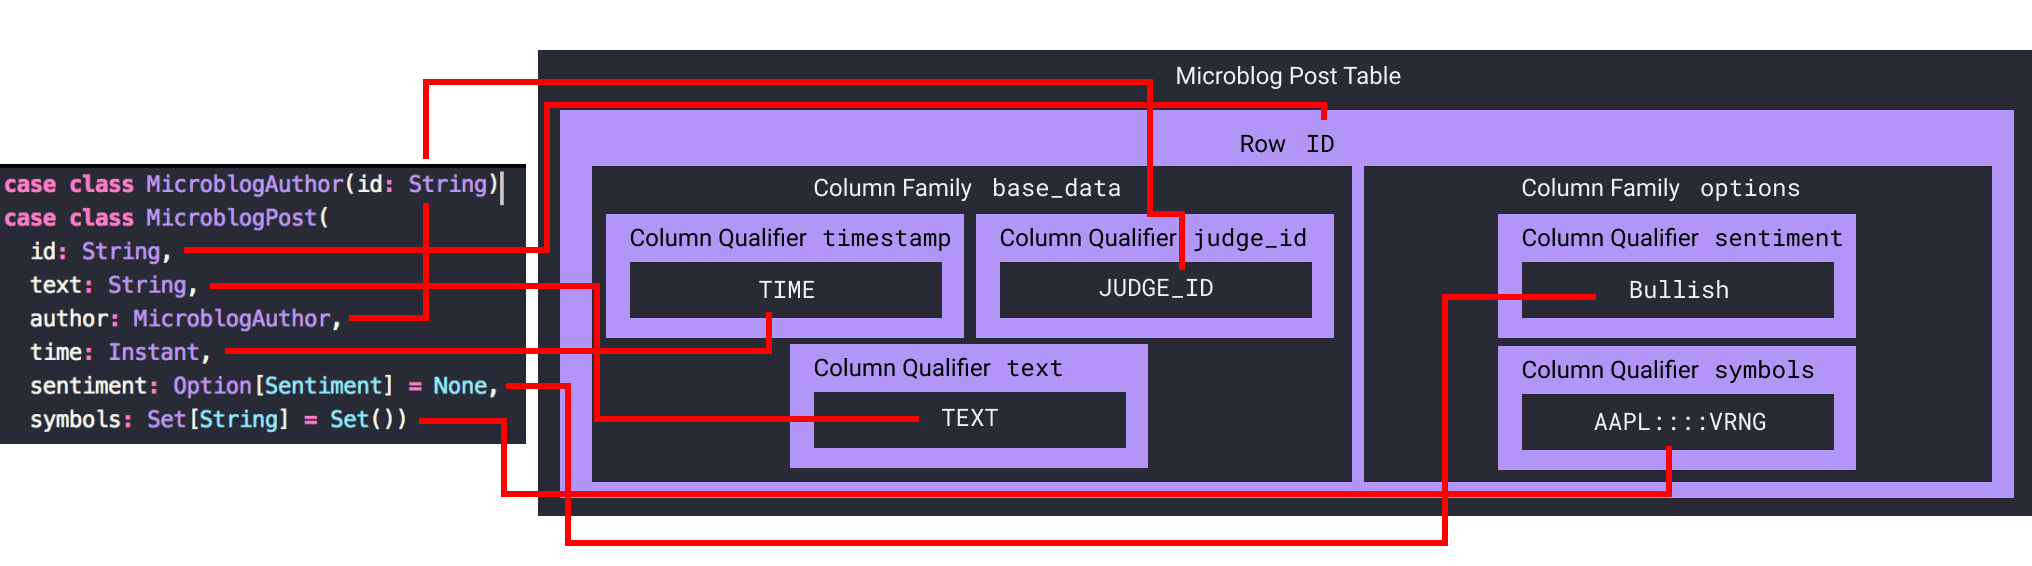 Microblog Post Table
Row ID
case class MicroblogAuthor(id: String)
case class MicroblogPost(
id: String,
text: String,
author: MicroblogAuthor,
time: Instant,
sentiment: Option[Sentiment] = None,
symbols: Set[String] = Set())
Column Family base_data
Column Qualifier timestamp
TIME
Column Qualifier judge_id
JUDGE_ID
Column Qualifier text
TEXT
Column Family options
Column Qualifier sentiment
Bullish
Column Qualifier symbols
AAPL::::VRNG